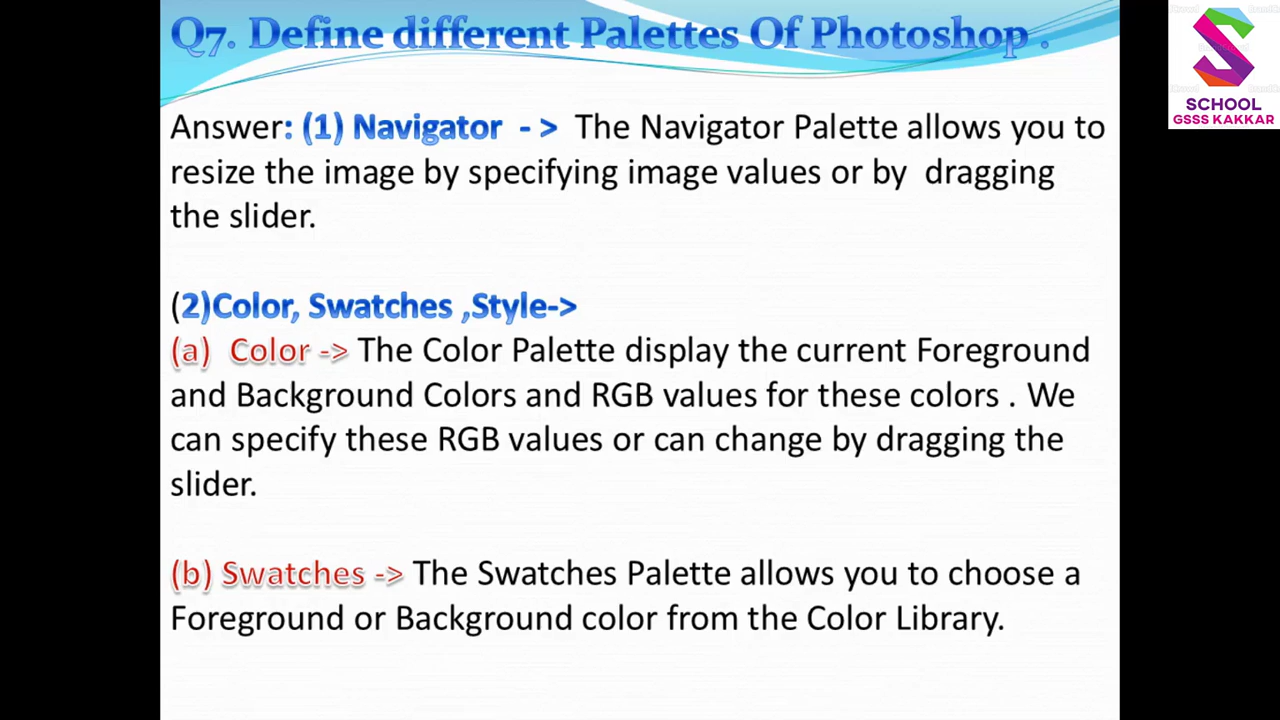 Q7. Define different Palettes Of Photoshop .
SCHOOL
GSSS KAKKAR
Answer: (1) Navigator - > The Navigator Palette allows you to
resize the image by specifying image values or by dragging
the slider.
(2)Color, Swatches ,Style->
(a) Color -> The Color Palette display the current Foreground
and Background Colors and RGB values for these colors . We
can specify these RGB values or can change by dragging the
slider.
(b) Swatches -> The Swatches Palette allows you to choose a
Foreground or Background color from the Color Library.